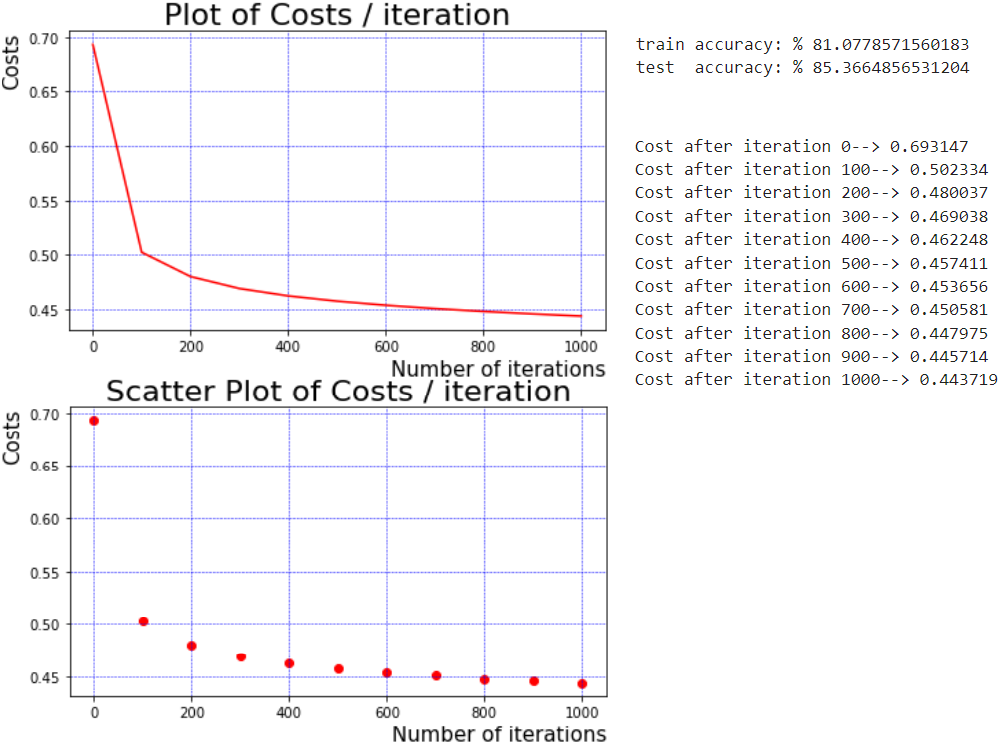 Plot of Costs / iteration
Costs
0.70
0.65
0.60
0.55
0.50
0.45
0 200 400 600 800 1000
Number of iterations
Scatter Plot of Costs / iteration
Costs
0.70
0.65
0.60
0.55
0.50
0.45
0 200 400 600 800 1000
Number of iterations
train accuracy: % 81.0778571560183
test  accuracy: % 85.3664856531204
Cost after iteration 0--> 0.693147
Cost after iteration 100--> 0.502334
Cost after iteration 200--> 0.480037
Cost after iteration 300--> 0.469038
Cost after iteration 400--> 0.462248
Cost after iteration 500--> 0.457411
Cost after iteration 600--> 0.453656
Cost after iteration 700--> 0.450581
Cost after iteration 800--> 0.447975
Cost after iteration 900--> 0.445714
Cost after iteration 1000--> 0.443719